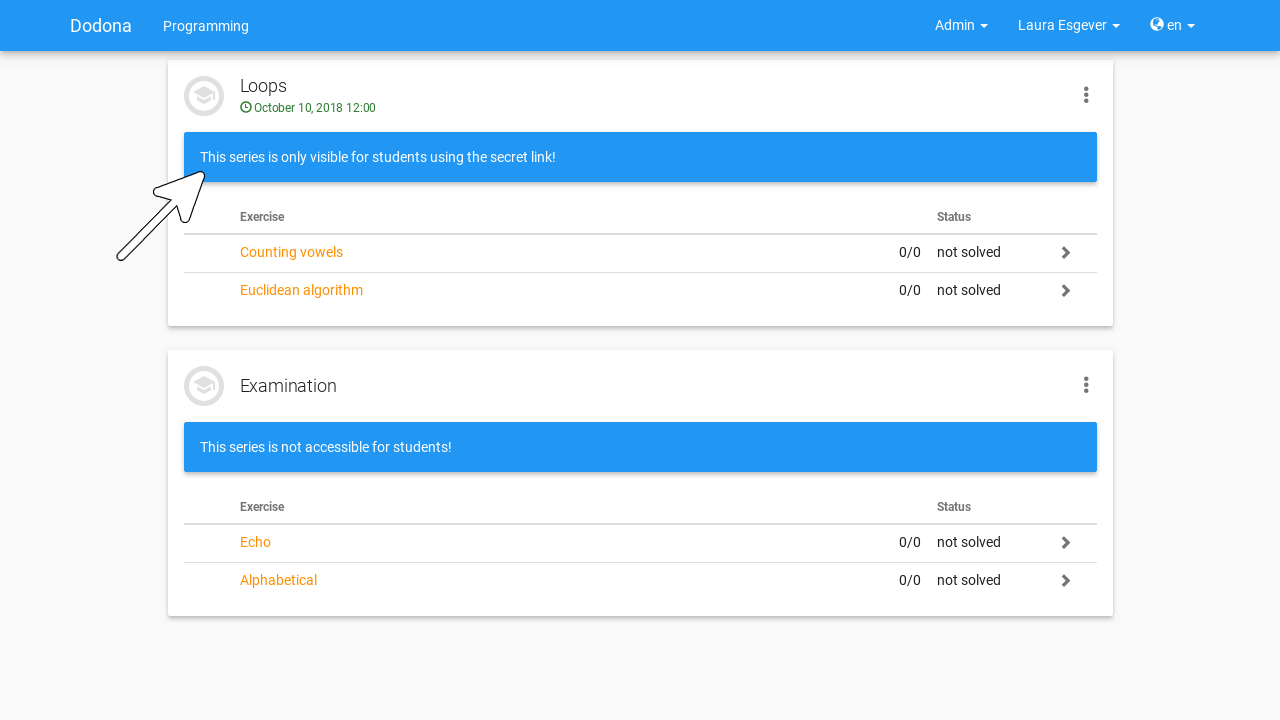 Dodona Programming Admin Laura Esgever en
Loops
October 10, 2018 12:00
This series is only visible for students using the secret link!
Exercise Status
Counting vowels 0/0 not solved
Euclidean algorithm 0/0 not solved
Examination
This series is not accessible for students!
Exercise Status
Echo 0/0 not solved
Alphabetical 0/0 not solved